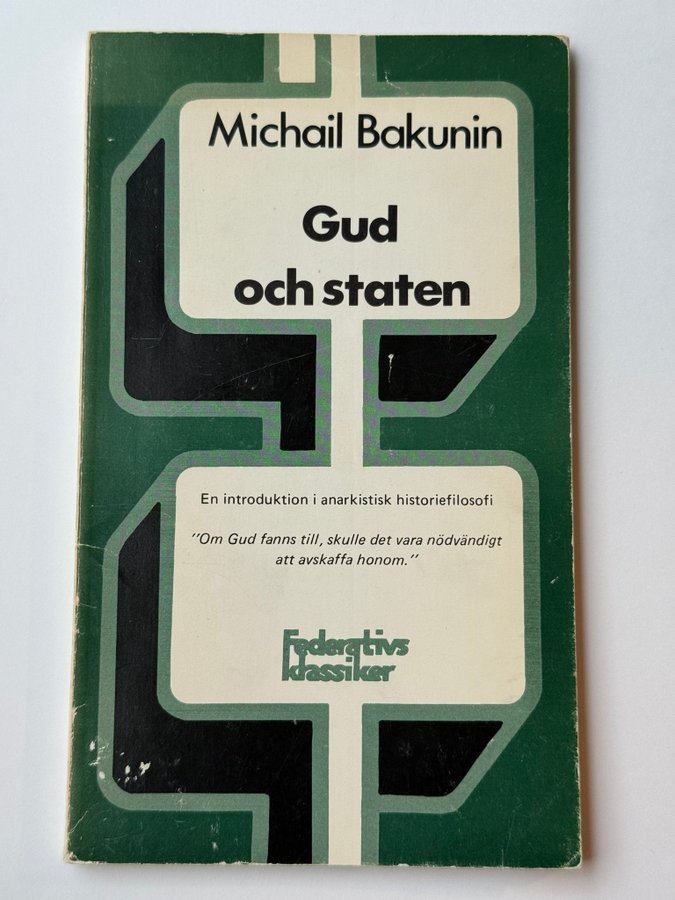 Michail Bakunin
Gud
och staten
En introduktion i anarkistisk historiefilosofi
"Om Gud fanns till, skulle det vara nödvändigt
att avskaffa honom."
Federativs
klassiker